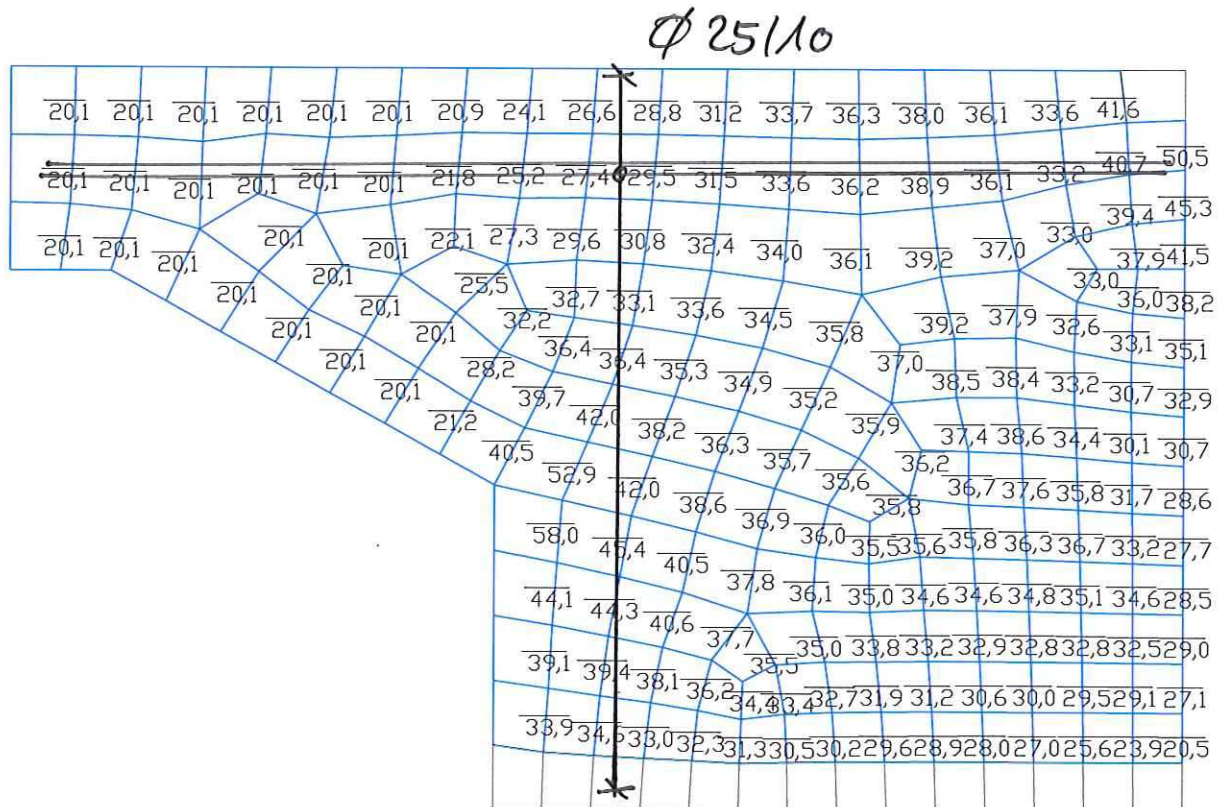 Ø 25/10
20,1 20,1 20,1 20,1 20,1 20,1 20,9 24,1 26,6 28,8 31,2 33,7 36,3 38,0 36,1 33,6 41,6
20,1 20,1 20,1 20,1 20,1 20,1 21,8 25,2 27,4 29,5 31,5 33,6 36,2 38,9 36,1 33,2 40,7 50,5
20,1 20,1 20,1 20,1 20,1 22,1 27,3 29,6 30,8 32,4 34,0 36,1 39,2 37,0 33,0 39,4 45,3
20,1 20,1 20,1 25,5 32,7 33,1 33,6 34,5 35,8 39,2 37,9 33,0 37,9 41,5
20,1 20,1 32,2 36,4 36,4 35,3 34,9 37,0 32,6 36,0 38,2
20,1 20,1 28,2 39,7 42,0 38,2 35,2 38,5 38,4 33,2 33,1 35,1
21,2 40,5 36,3 35,9 30,7 32,9
52,9 42,0 35,7 36,2 37,4 38,6 34,4 30,1 30,7
38,6 35,6 35,8 36,7 37,6 35,8 31,7 28,6
58,0 45,4 40,5 36,9 36,0 35,5 35,6 35,8 36,3 36,7 33,2 27,7
44,1 44,3 40,6 37,8 36,1 35,0 34,6 34,6 34,8 35,1 34,6 28,5
39,1 39,4 38,1 37,7 35,5 35,0 33,8 33,2 32,9 32,8 32,8 32,5 29,0
36,2 34,4 33,4 32,7 31,9 31,2 30,6 30,0 29,5 29,1 27,1
33,9 34,6 33,0 32,3 31,3 30,5 30,2 29,6 28,9 28,0 27,0 25,6 23,9 20,5